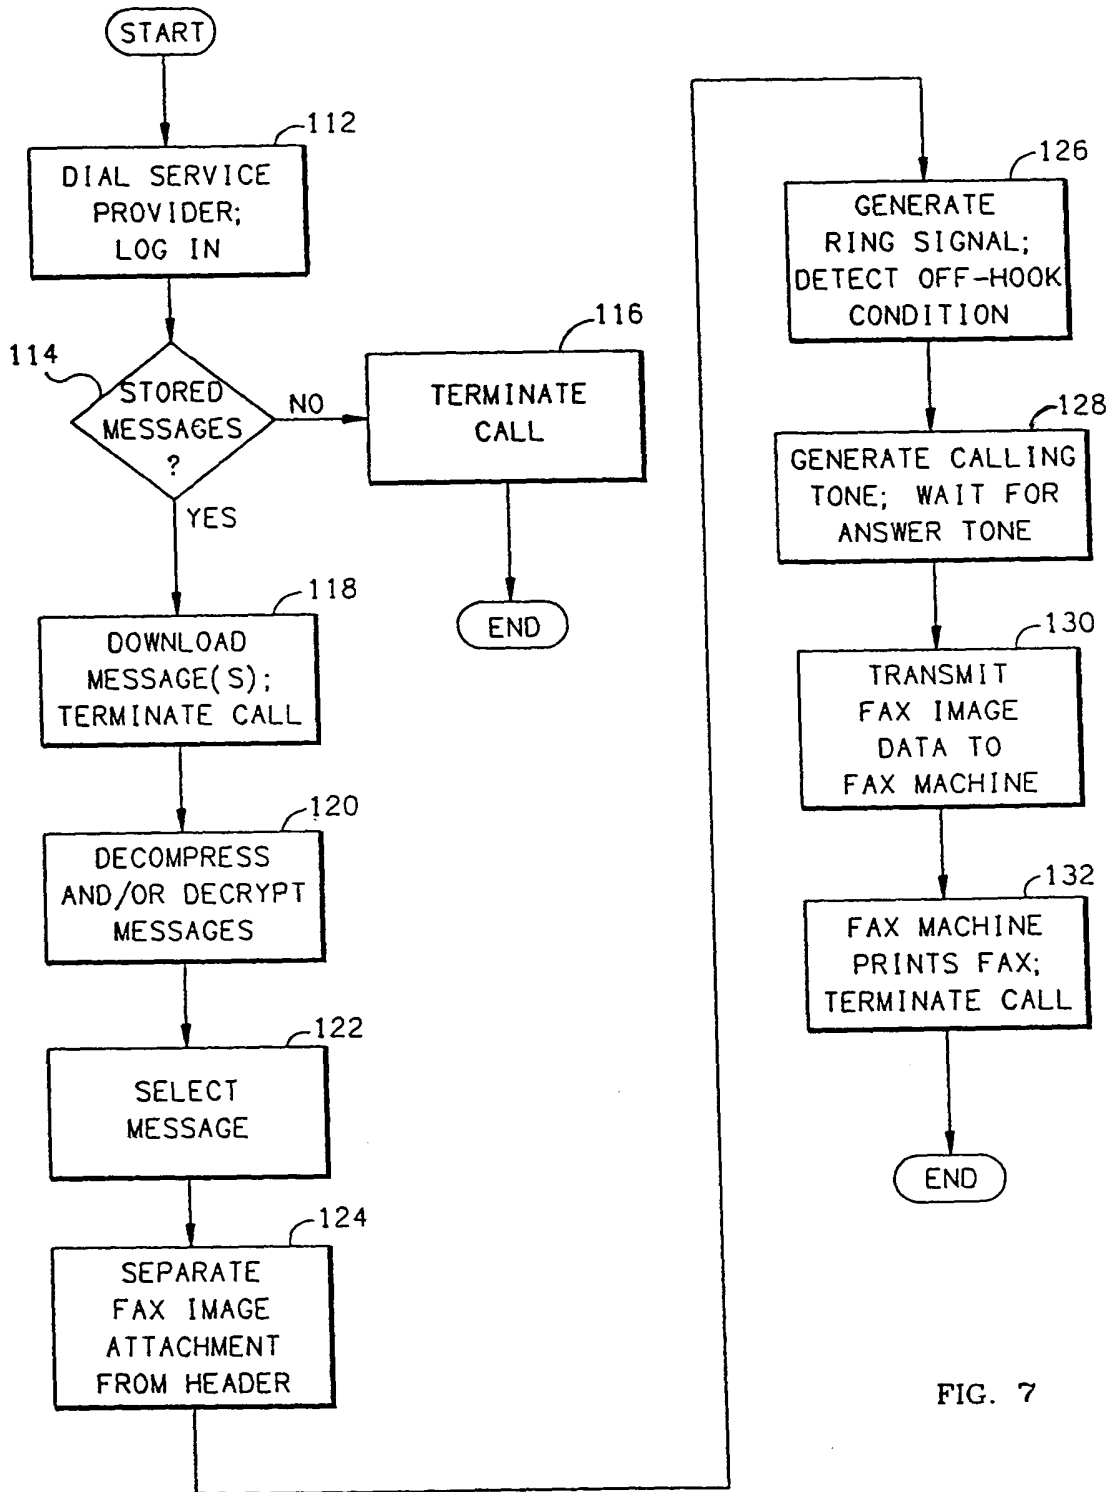 START
112
DIAL SERVICE
PROVIDER;
LOG IN
114
STORED
MESSAGES
?
NO
116
TERMINATE
CALL
END
YES
118
DOWNLOAD
MESSAGE(S);
TERMINATE CALL
120
DECOMPRESS
AND/OR DECRYPT
MESSAGES
122
SELECT
MESSAGE
124
SEPARATE
FAX IMAGE
ATTACHMENT
FROM HEADER
126
GENERATE
RING SIGNAL;
DETECT OFF-HOOK
CONDITION
128
GENERATE CALLING
TONE; WAIT FOR
ANSWER TONE
130
TRANSMIT
FAX IMAGE
DATA TO
FAX MACHINE
132
FAX MACHINE
PRINTS FAX;
TERMINATE CALL
END
FIG. 7